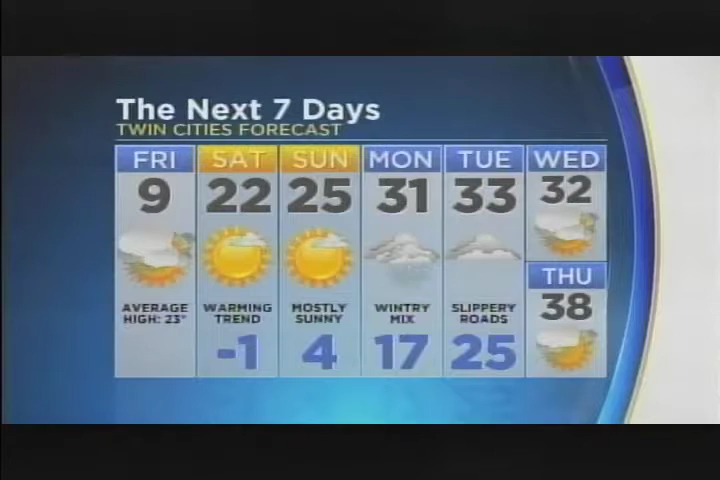 The Next 7 Days
TWIN CITIES FORECAST
FRI SAT SUN MON TUE WED
9 22 25 31 33 32
THU
38
AVERAGE HIGH: 23°
WARMING TREND
MOSTLY SUNNY
WINTRY MIX
SLIPPERY ROADS
-1 4 17 25